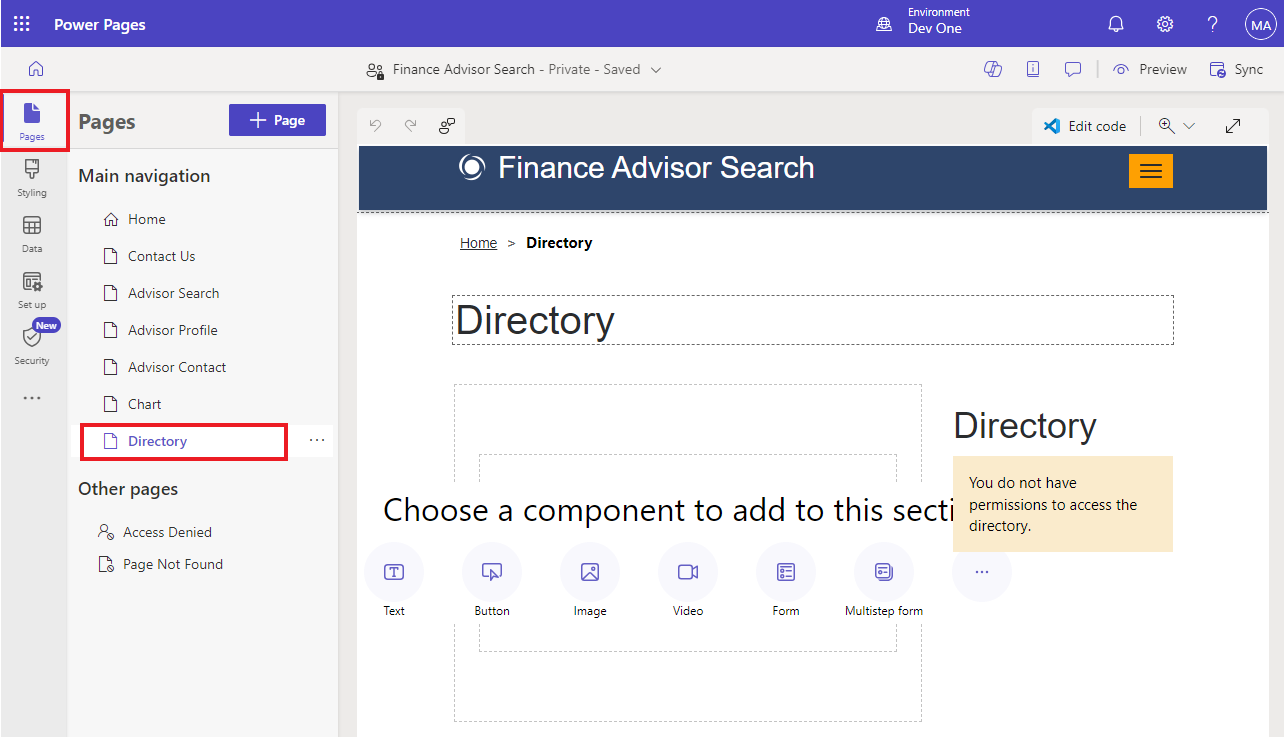 Power Pages
Environment
Dev One
MA
Finance Advisor Search - Private - Saved
Preview
Sync
Pages
Styling
Data
Set up
New
Security
Pages
Page
Main navigation
Home
Contact Us
Advisor Search
Advisor Profile
Advisor Contact
Chart
Directory
Other pages
Access Denied
Page Not Found
Edit code
Finance Advisor Search
Home > Directory
Directory
Choose a component to add to this secti
Text
Button
Image
Video
Form
Multistep form
Directory
You do not have
permissions to access the
directory.